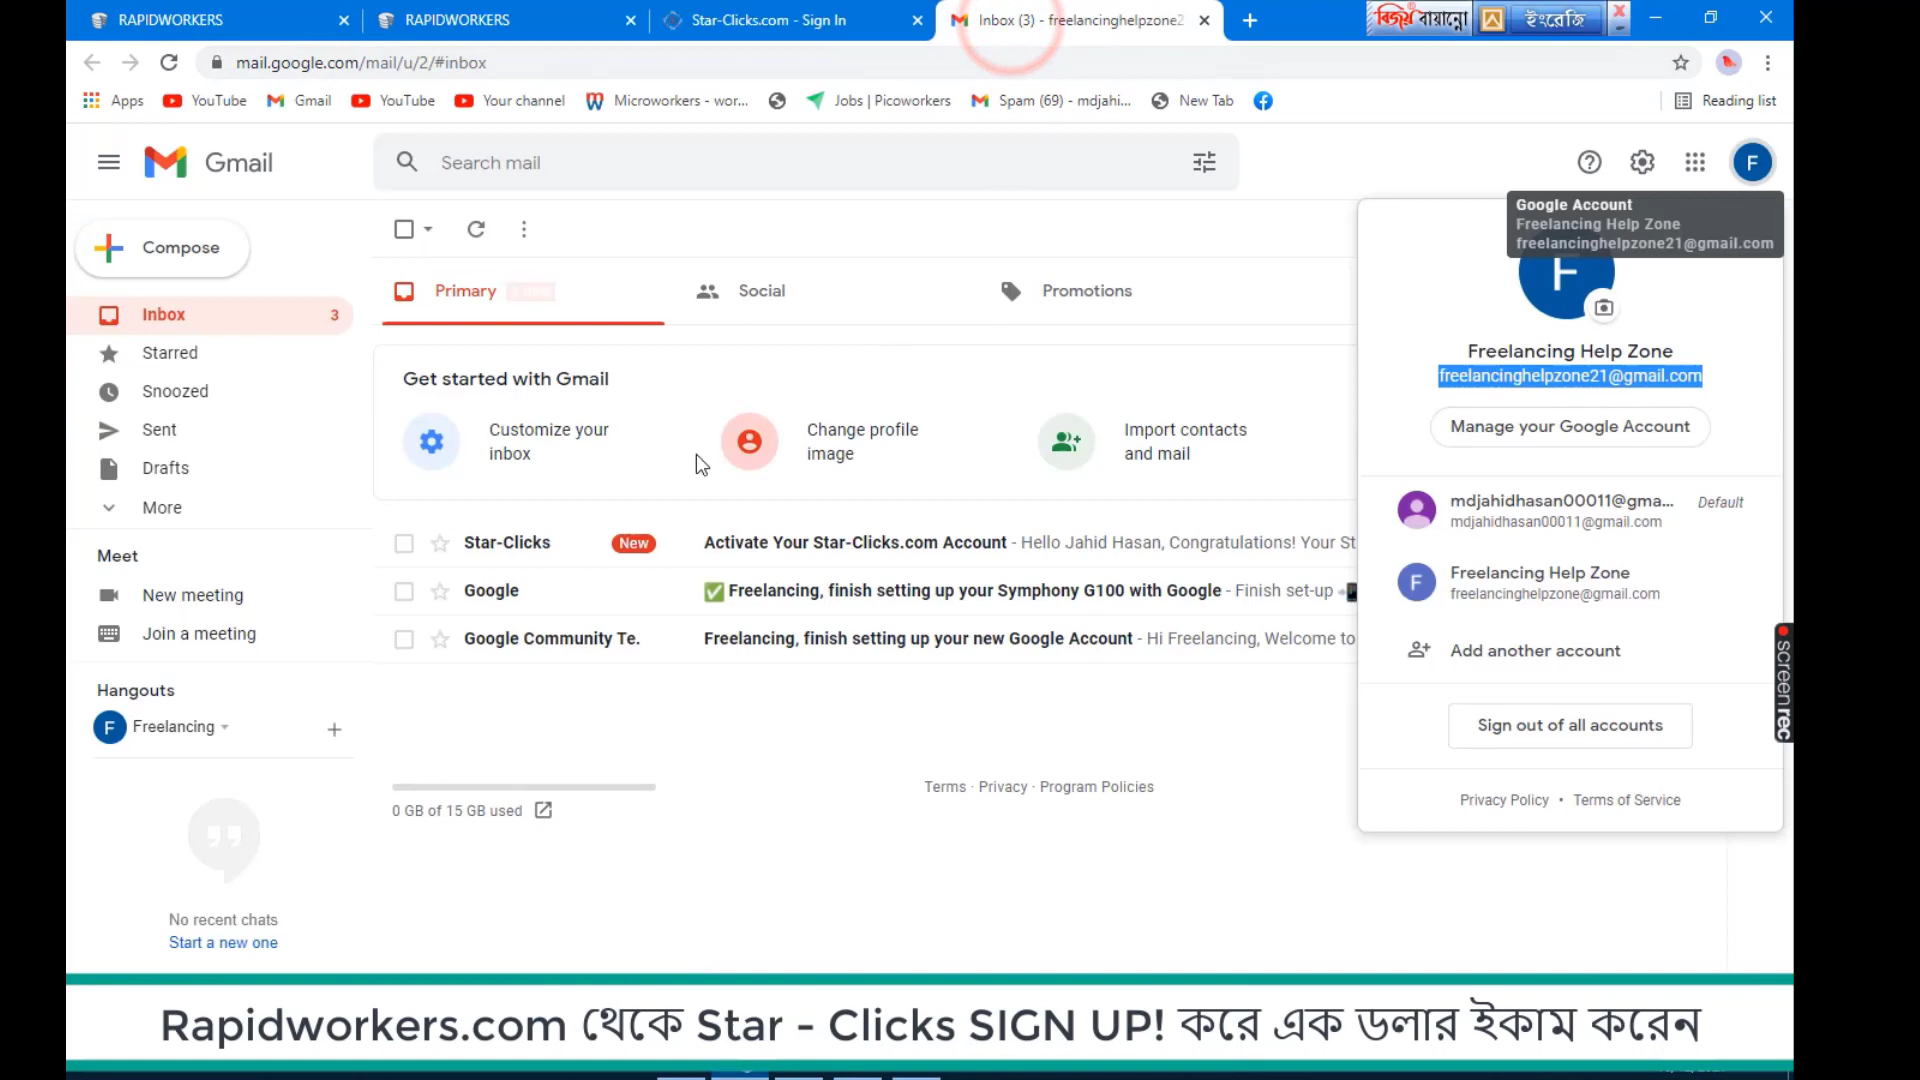 RAPIDWORKERS
RAPIDWORKERS
Star-Clicks.com - Sign In
Inbox (3) - freelancinghelpzone2
বিজয় বায়ান্নো
ইংরেজি
mail.google.com/mail/u/2/#inbox
Apps
YouTube
Gmail
YouTube
Your channel
Microworkers - wor...
Jobs | Picoworkers
Spam (69) - mdjahi...
New Tab
Reading list
Gmail
Search mail
F
Google Account
Freelancing Help Zone
freelancinghelpzone21@gmail.com
Compose
Primary
Social
Promotions
F
Inbox
3
Starred
Snoozed
Sent
Drafts
More
Get started with Gmail
Customize your
inbox
Change profile
image
Import contacts
and mail
Freelancing Help Zone
freelancinghelpzone21@gmail.com
Manage your Google Account
mdjahidhasan00011@gma...
Default
mdjahidhasan00011@gmail.com
F
Freelancing Help Zone
freelancinghelpzone@gmail.com
Add another account
Sign out of all accounts
Privacy Policy • Terms of Service
Star-Clicks New Activate Your Star-Clicks.com Account - Hello Jahid Hasan, Congratulations! Your St
Google ✅ Freelancing, finish setting up your Symphony G100 with Google - Finish set-up
Google Community Te. Freelancing, finish setting up your new Google Account - Hi Freelancing, Welcome to
Meet
New meeting
Join a meeting
Hangouts
F
Freelancing
No recent chats
Start a new one
0 GB of 15 GB used
Terms · Privacy · Program Policies
screenrec
Rapidworkers.com থেকে Star - Clicks SIGN UP! করে এক ডলার ইকাম করেন